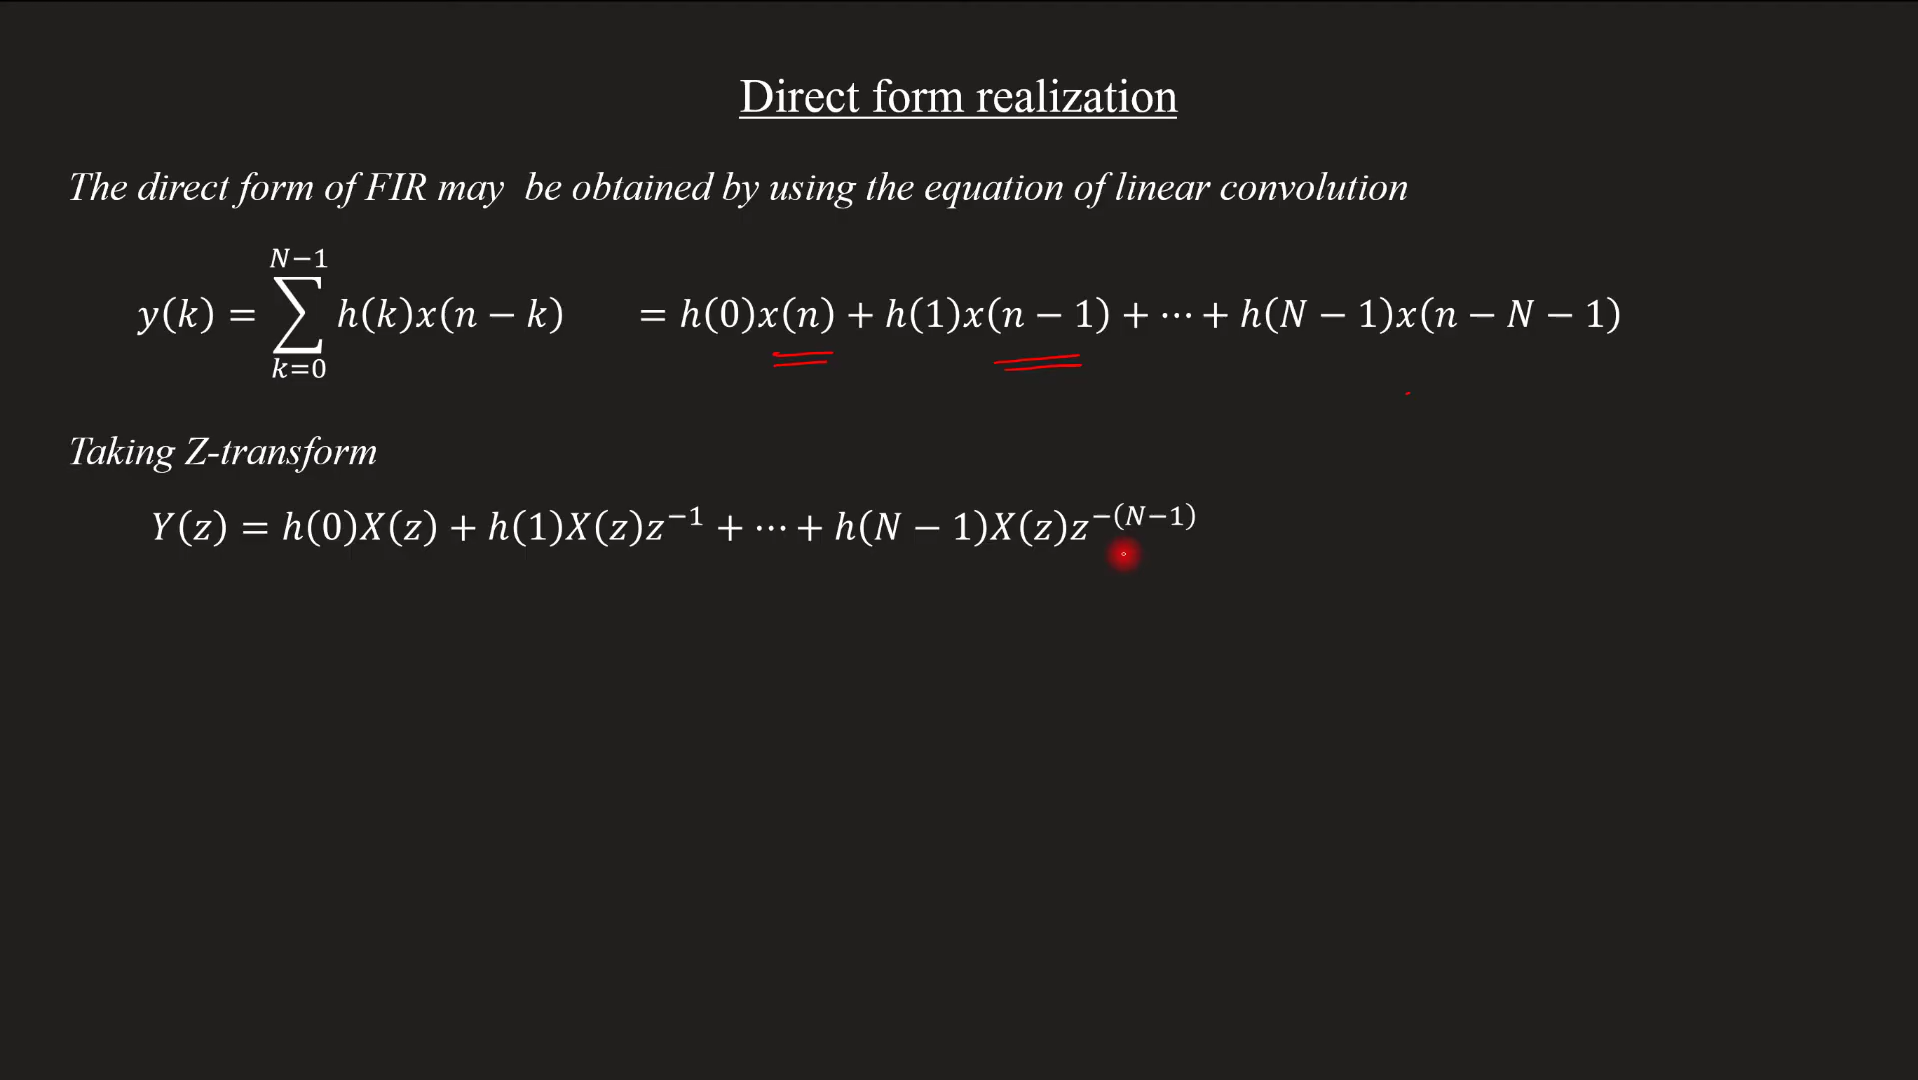 Direct form realization
The direct form of FIR may be obtained by using the equation of linear convolution
y(k) = ∑_{k=0}^{N−1} h(k)x(n − k) = h(0)x(n) + h(1)x(n − 1) + ⋯ + h(N − 1)x(n − N − 1)
Taking Z-transform
Y(z) = h(0)X(z) + h(1)X(z)z^{−1} + ⋯ + h(N − 1)X(z)z^{−(N−1)}